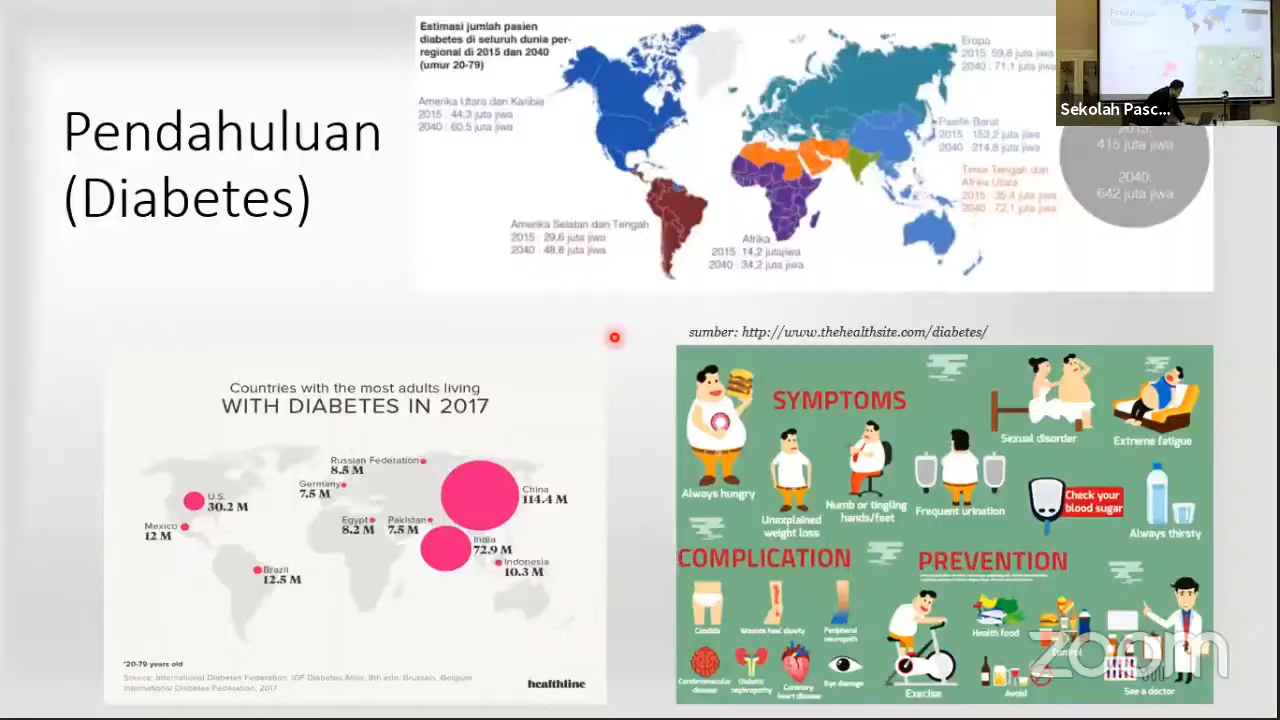 Pendahuluan
(Diabetes)
Estimasi jumlah pasien
diabetes di seluruh dunia per-
regional di 2015 dan 2040
(umur 20-79)
Amerika Utara dan Karibia
2015 : 44,3 juta jiwa
2040 : 60,5 juta jiwa
Amerika Selatan dan Tengah
2015 : 29,6 juta jiwa
2040 : 48,8 juta jiwa
Afrika
2015: 14,2 jutajiwa
2040 : 34,2 juta jiwa
Eropa
2015: 59,8 juta jiwa
2040 : 71,1 juta jiwa
Pasifik Barat
2015 : 153,2 juta jiwa
2040 : 214,8 juta jiwa
Timur Tengah dan
Afrika Utara
2015 : 35,4 juta jiwa
2040 : 72,1 juta jiwa
2015:
415 juta jiwa
2040:
642 juta jiwa
Sekolah Pasc...
sumber: http://www.thehealthsite.com/diabetes/
Countries with the most adults living
WITH DIABETES IN 2017
Russian Federation
8.5 M
Germany
7.5 M
U.S.
30.2 M
Mexico
12 M
Egypt
8.2 M
Pakistan
7.5 M
China
114.4 M
India
72.9 M
Indonesia
10.3 M
Brazil
12.5 M
*20-79 years old
Source: International Diabetes Federation. IDF Diabetes Atlas, 8th edn. Brussels, Belgium
International Diabetes Federation, 2017
healthline
SYMPTOMS
Always hungry
Unexplained
weight loss
Numb or tingling
hands/feet
Frequent urination
Sexual disorder
Extreme fatigue
Check your
blood sugar
Always thirsty
COMPLICATION
Candida
Wounds heal slowly
Peripheral
neuropath
Cerebrovascular
disease
Diabetic
nephropathy
Coronary
heart disease
Eye damage
PREVENTION
Exercise
Health food
Control
Avoid
See a doctor
zoom